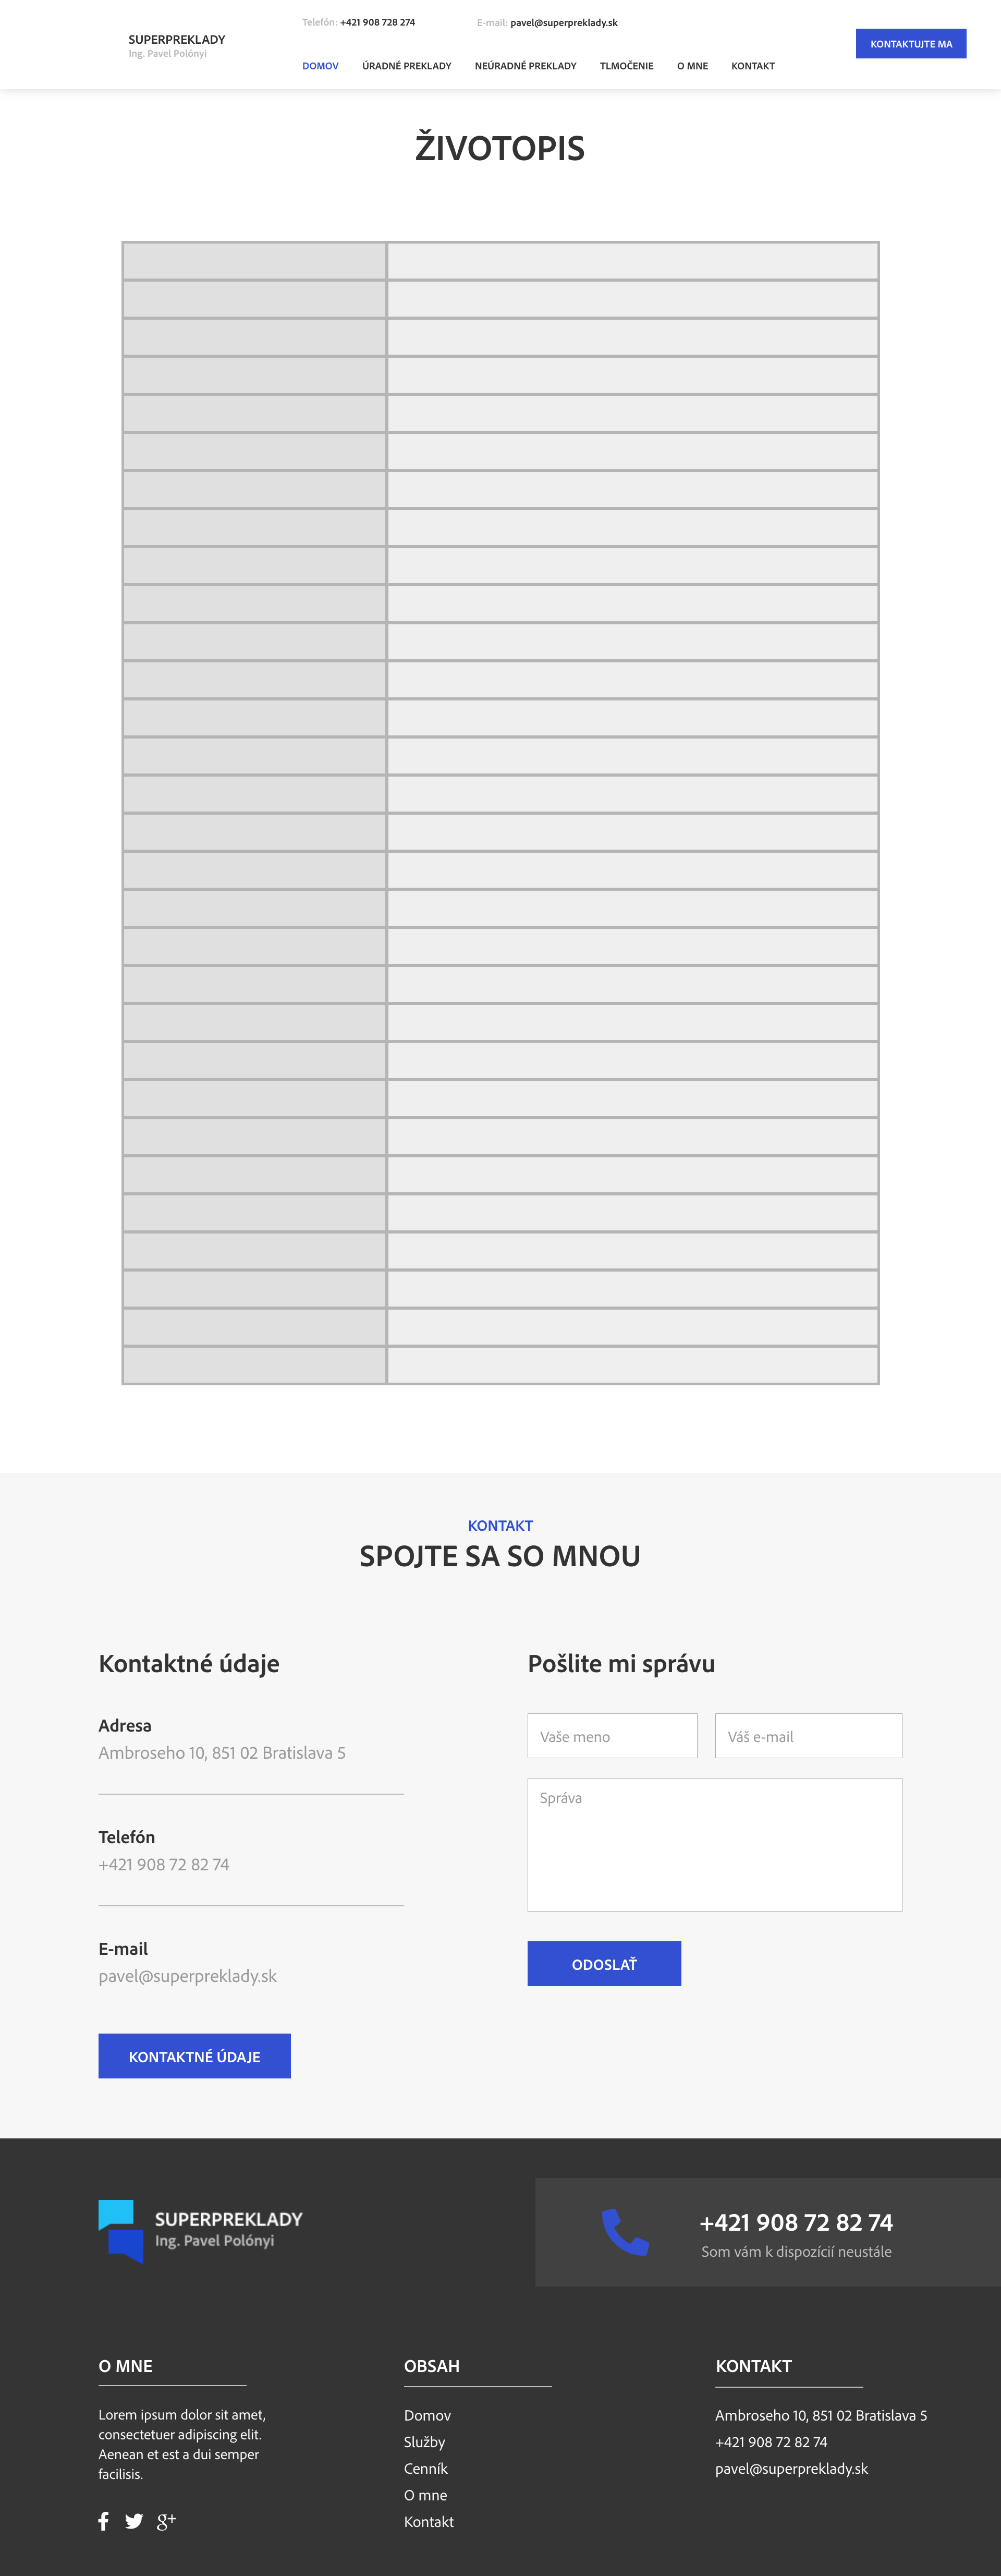 Telefón: +421 908 728 274
E-mail: pavel@superpreklady.sk
SUPERPREKLADY
Ing. Pavel Polónyi
KONTAKTUJTE MA
DOMOV
ÚRADNÉ PREKLADY
NEÚRADNÉ PREKLADY
TLMOČENIE
O MNE
KONTAKT
ŽIVOTOPIS
KONTAKT
SPOJTE SA SO MNOU
Kontaktné údaje
Adresa
Ambroseho 10, 851 02 Bratislava 5
Telefón
+421 908 72 82 74
E-mail
pavel@superpreklady.sk
KONTAKTNÉ ÚDAJE
Pošlite mi správu
Vaše meno
Váš e-mail
Správa
ODOSLAŤ
SUPERPREKLADY
Ing. Pavel Polónyi
+421 908 72 82 74
Som vám k dispozícií neustále
O MNE
Lorem ipsum dolor sit amet,
consectetuer adipiscing elit.
Aenean et est a dui semper
facilisis.
OBSAH
Domov
Služby
Cenník
O mne
Kontakt
KONTAKT
Ambroseho 10, 851 02 Bratislava 5
+421 908 72 82 74
pavel@superpreklady.sk